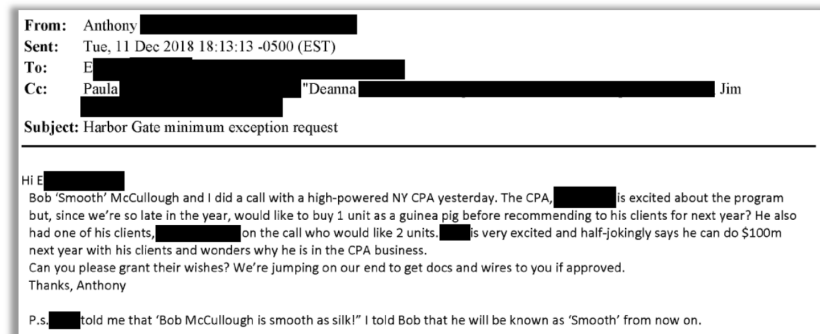 From: Anthony
Sent: Tue, 11 Dec 2018 18:13:13 -0500 (EST)
To: E
Cc: Paula "Deanna Jim
Subject: Harbor Gate minimum exception request
Hi E
Bob ‘Smooth’ McCullough and I did a call with a high-powered NY CPA yesterday. The CPA, is excited about the program
but, since we’re so late in the year, would like to buy 1 unit as a guinea pig before recommending to his clients for next year? He also
had one of his clients, on the call who would like 2 units. is very excited and half-jokingly says he can do $100m
next year with his clients and wonders why he is in the CPA business.
Can you please grant their wishes? We’re jumping on our end to get docs and wires to you if approved.
Thanks, Anthony
P.s. told me that ‘Bob McCullough is smooth as silk!” I told Bob that he will be known as ‘Smooth’ from now on.